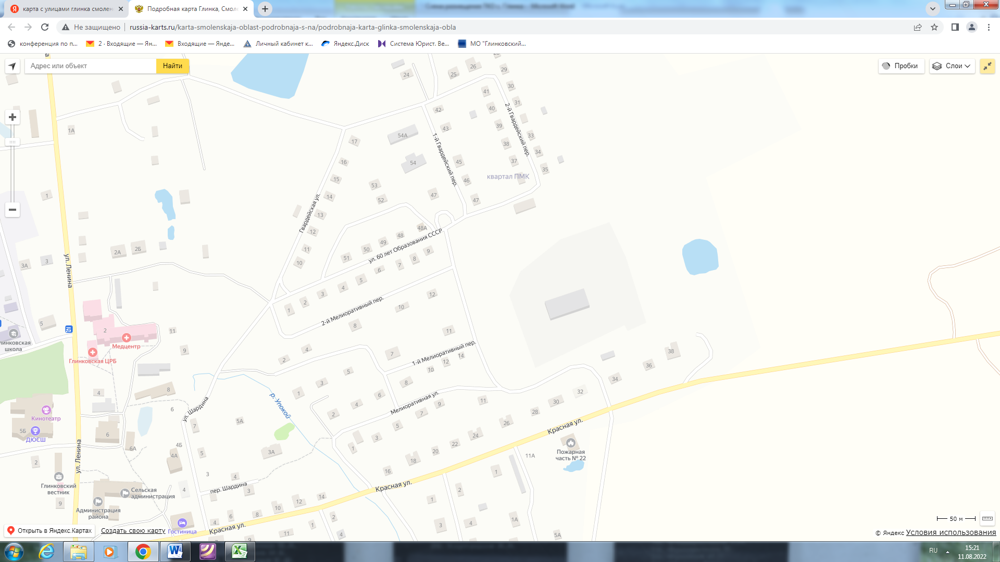 карта с улицами глинка смолен
Подробная карта Глинка, Смоле
Не защищено
russia-karts.ru/karta-smolenskaja-oblast-podrobnaja-s-na/podrobnaja-karta-glinka-smolenskaja-obla
конференция по п...
2 · Входящие — Ян...
Входящие — Янде...
Личный кабинет к...
Яндекс.Диск
Система Юрист. Ве...
МО "Глинковский...
Адрес или объект
Найти
Пробки
Слои
24
25
26
29
30
41
31
40
42
2-й Гвардейский пер.
43
39
1А
54А
33
17
38
34
1-й Гвардейский пер.
16
54
45
37
35
квартал ПМК
15
46
53
1
14
52
47
47
Гвардейская ул.
13
12
48А
48
49
50
51
ул. 60 лет Образования СССР
11
2А
2Б
9
8
7
6
5
4
3
2
1
10
3А
3
ул. Ленина
2-й Мелиоративный пер.
12
10
8
11
5
2
11
линковская
школа
Медцентр
Глинковская ЦРБ
9
4
2
7
1-й Мелиоративный пер.
14
12
10
8
5
3
1
6
4
2
38
36
34
32
30
28
26
24
22
20
18
16
р. Упокой
ул. Шардина
Мелиоративная ул.
11
9
7
5
3
1
4
8
6
Кинотеатр
5Б
ДЮСШ
6
6А
7
5А
4Б
4А
5
3А
Красная ул.
Пожарная
часть № 22
11А
1
2
ул. Ленина
3
4
Глинковский
вестник
пер. Шардина
3
4
Сельская
администрация
Красная ул.
9
Администрация
района
14
12
10
8
6
4
2
1
1
2
3
4
1А
5А
Гостиница
Красная ул.
11
9
7
4
50 м
Открыть в Яндекс.Картах
Создать свою карту
© Яндекс Условия использования
RU
15:21
11.08.2022